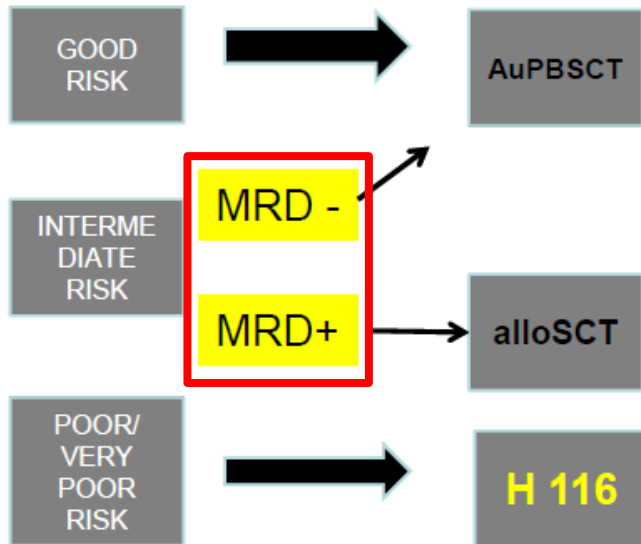 GOOD
RISK
AuPBSCT
MRD -
INTERME
DIATE
RISK
MRD+
alloSCT
POOR/
VERY
POOR
RISK
H 116